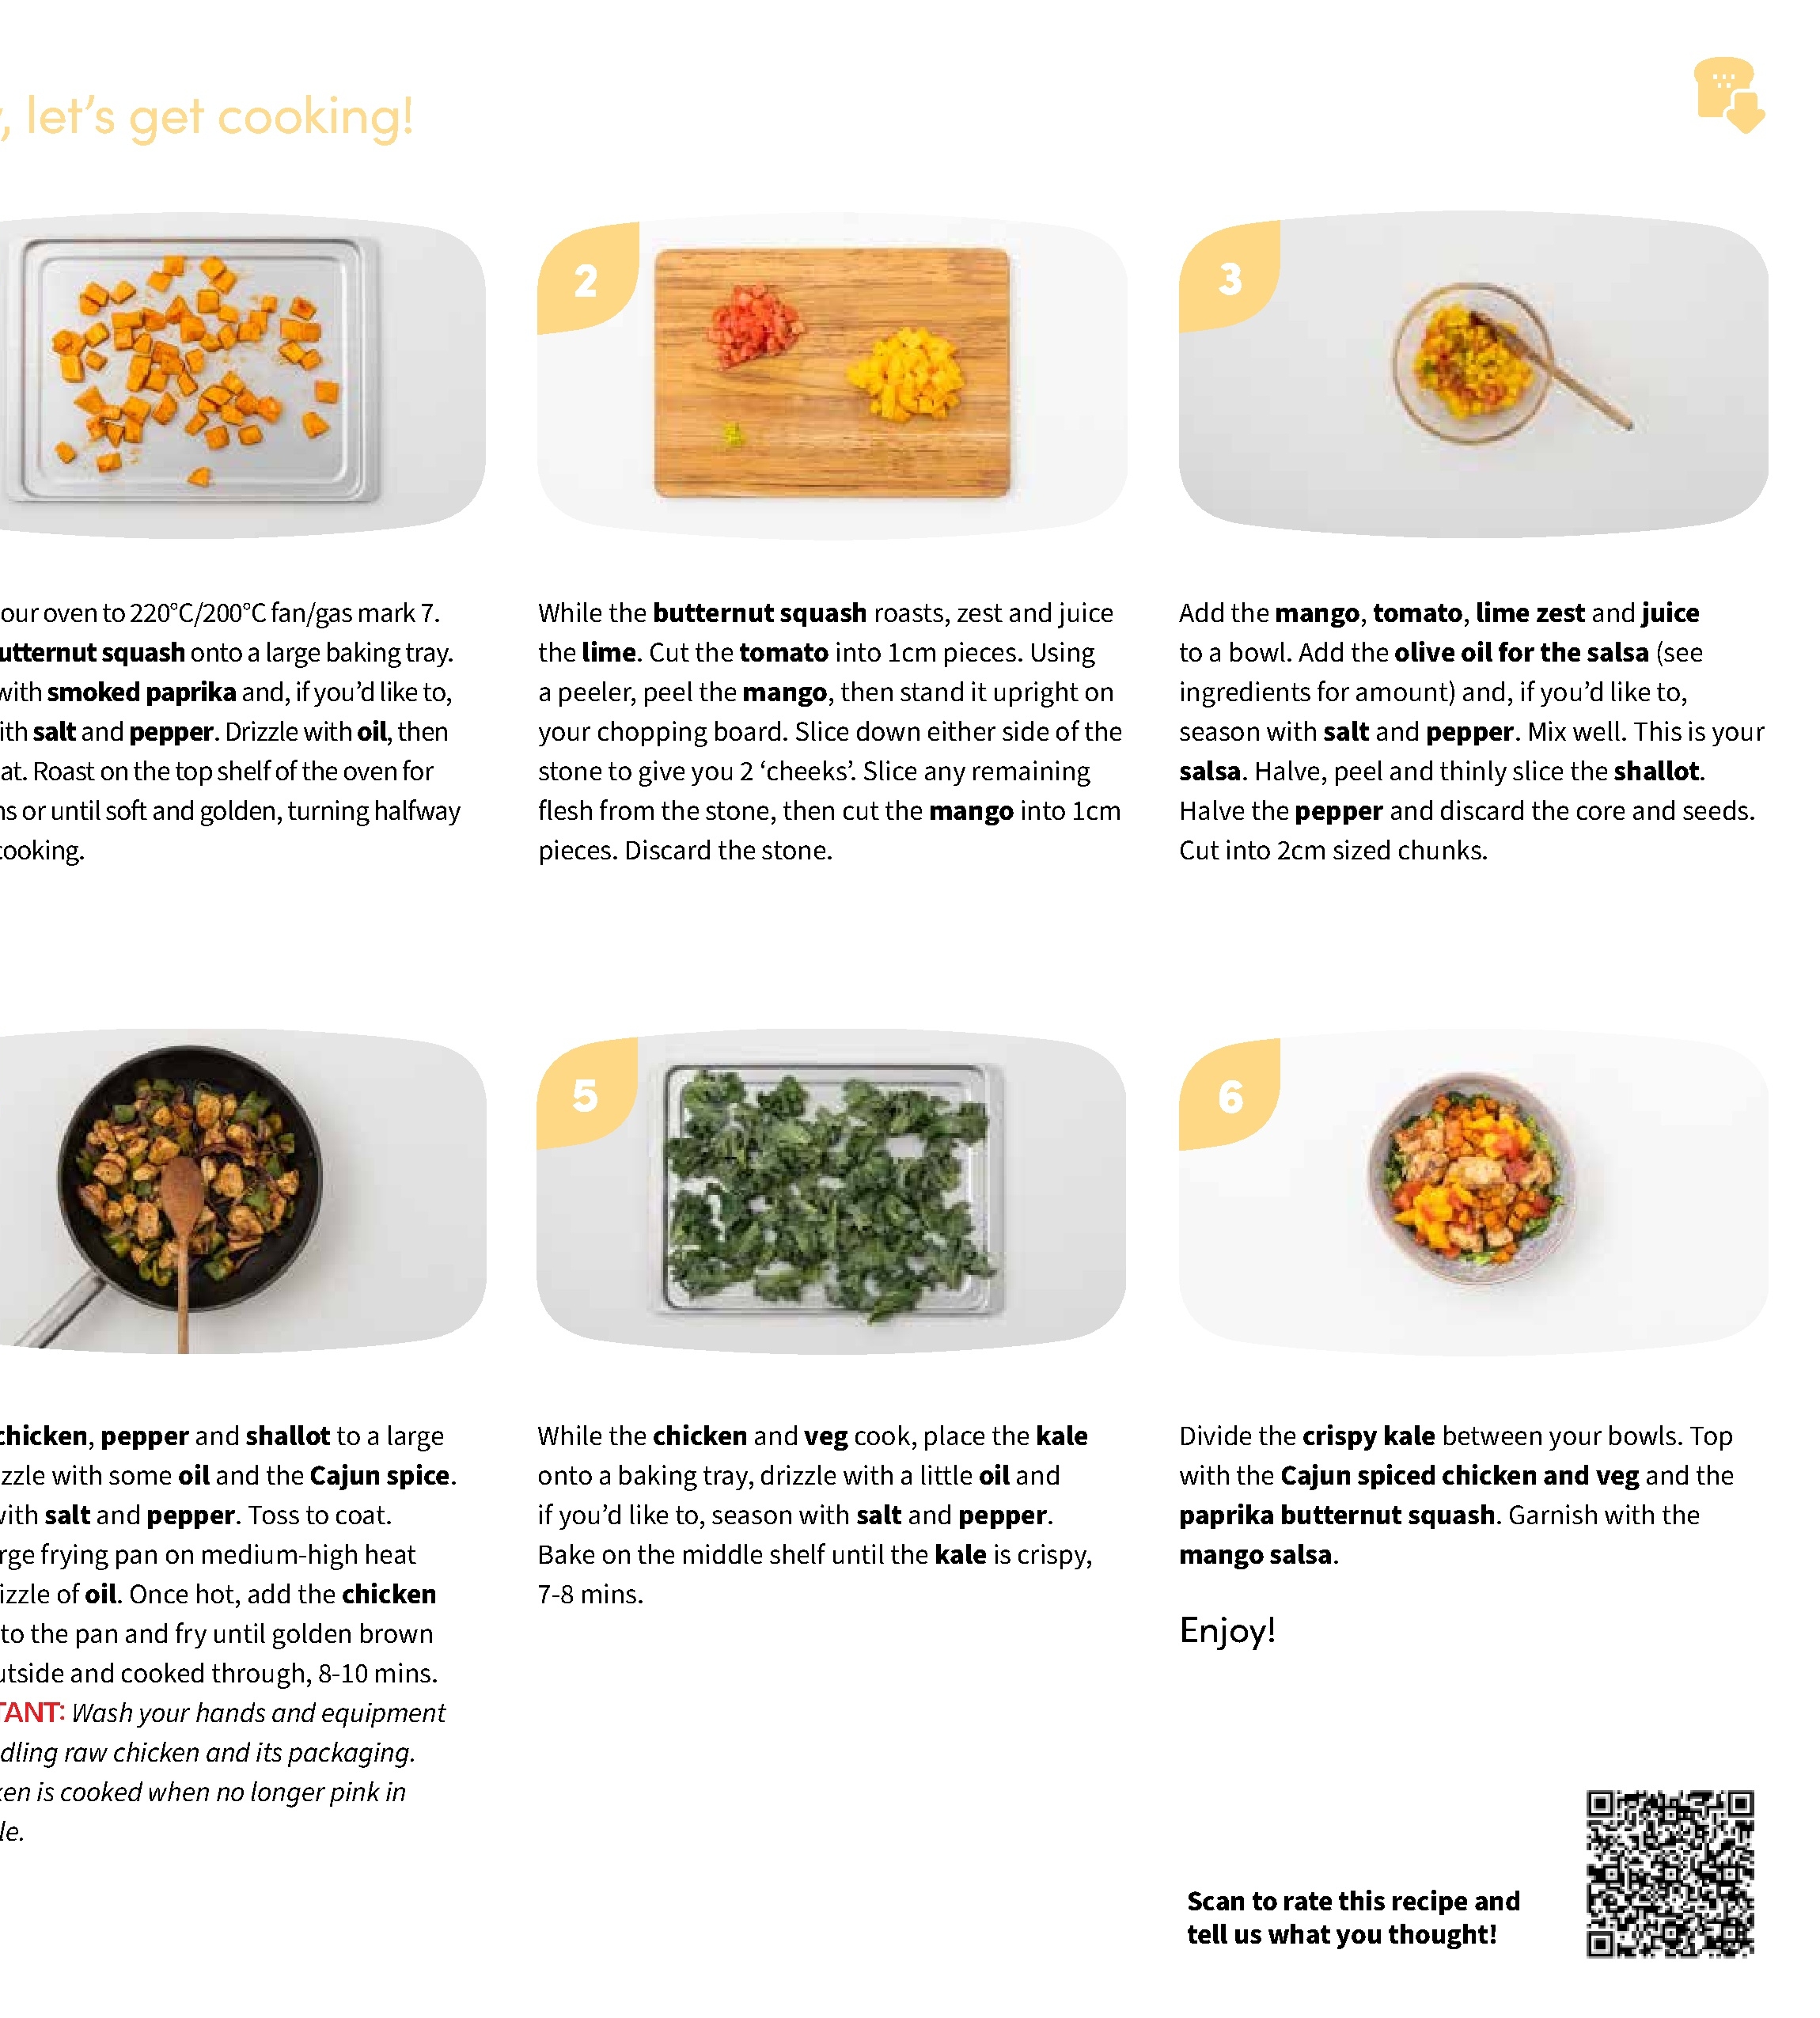 , let's get cooking!
our oven to 220°C/200°C fan/gas mark 7.
utternut squash onto a large baking tray.
with smoked paprika and, if you'd like to,
ith salt and pepper. Drizzle with oil, then
at. Roast on the top shelf of the oven for
ns or until soft and golden, turning halfway
cooking.
2
While the butternut squash roasts, zest and juice
the lime. Cut the tomato into 1cm pieces. Using
a peeler, peel the mango, then stand it upright on
your chopping board. Slice down either side of the
stone to give you 2 ‘cheeks’. Slice any remaining
flesh from the stone, then cut the mango into 1cm
pieces. Discard the stone.
3
Add the mango, tomato, lime zest and juice
to a bowl. Add the olive oil for the salsa (see
ingredients for amount) and, if you'd like to,
season with salt and pepper. Mix well. This is your
salsa. Halve, peel and thinly slice the shallot.
Halve the pepper and discard the core and seeds.
Cut into 2cm sized chunks.
chicken, pepper and shallot to a large
izzle with some oil and the Cajun spice.
with salt and pepper. Toss to coat.
rge frying pan on medium-high heat
izzle of oil. Once hot, add the chicken
to the pan and fry until golden brown
utside and cooked through, 8-10 mins.
TANT: Wash your hands and equipment
dling raw chicken and its packaging.
ken is cooked when no longer pink in
le.
5
While the chicken and veg cook, place the kale
onto a baking tray, drizzle with a little oil and
if you'd like to, season with salt and pepper.
Bake on the middle shelf until the kale is crispy,
7-8 mins.
6
Divide the crispy kale between your bowls. Top
with the Cajun spiced chicken and veg and the
paprika butternut squash. Garnish with the
mango salsa.
Enjoy!
Scan to rate this recipe and
tell us what you thought!